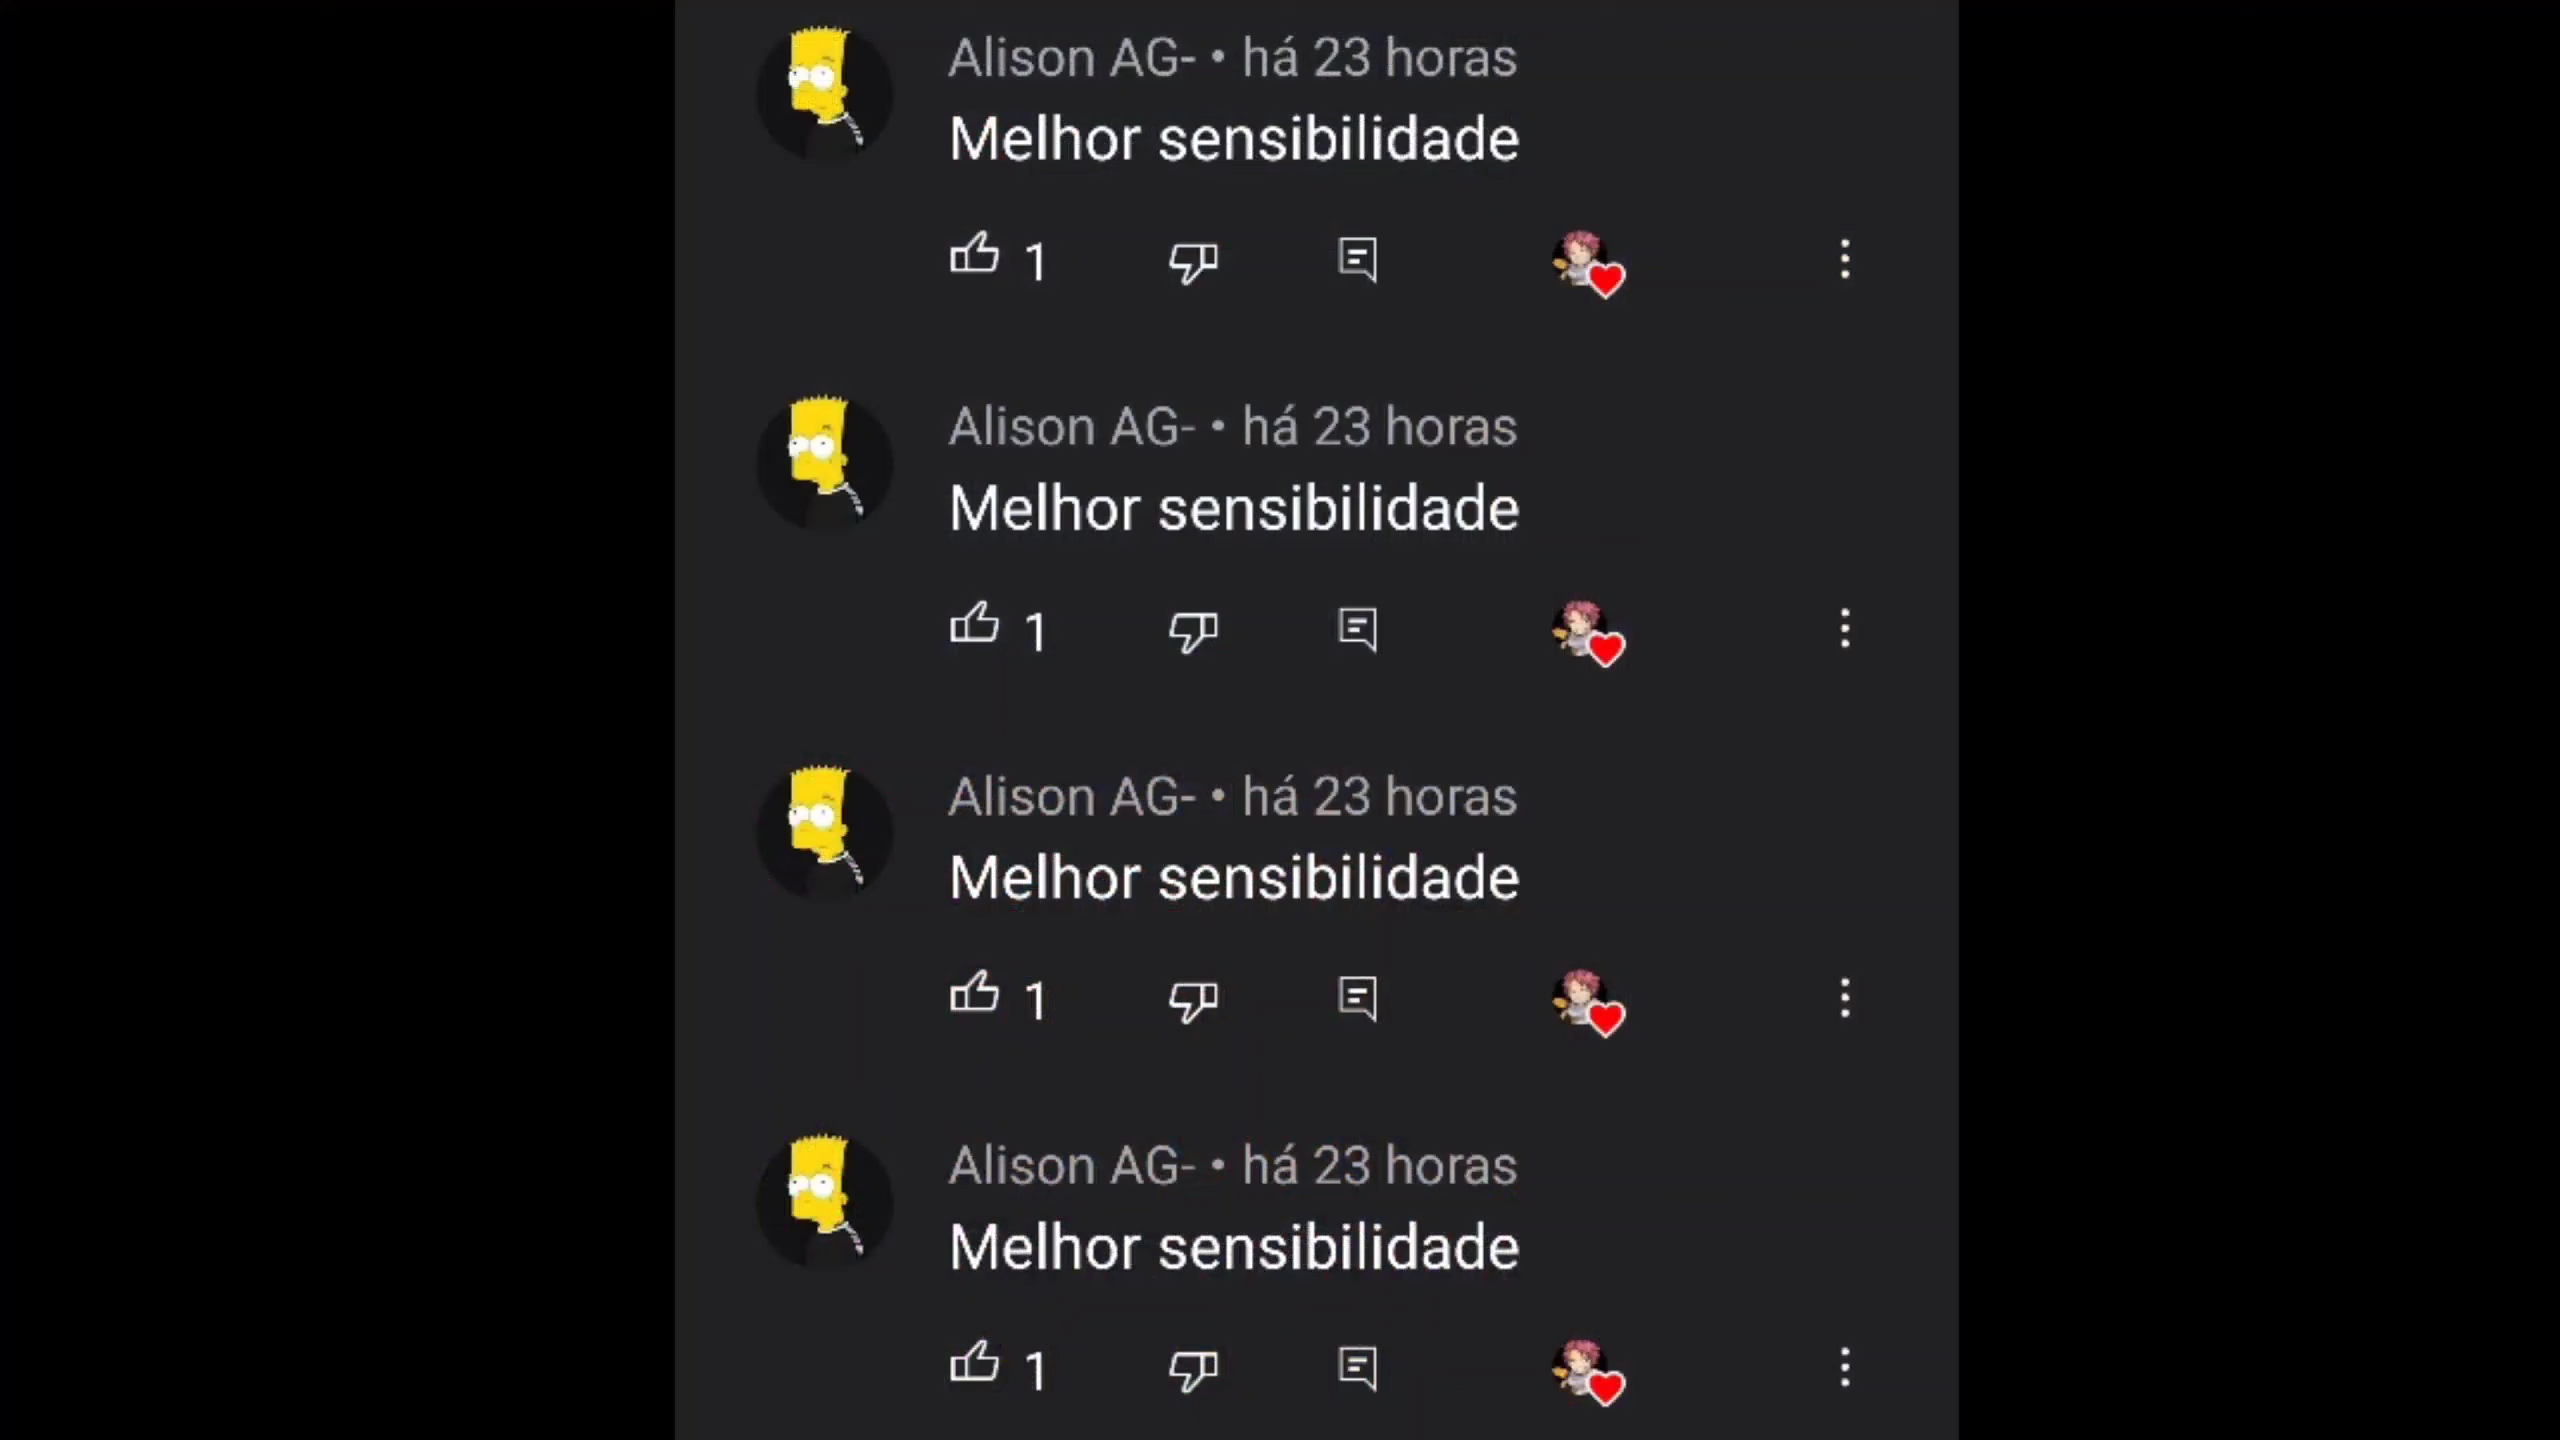 Alison AG- • há 23 horas
Melhor sensibilidade
1
Alison AG- • há 23 horas
Melhor sensibilidade
1
Alison AG- • há 23 horas
Melhor sensibilidade
1
Alison AG- • há 23 horas
Melhor sensibilidade
1